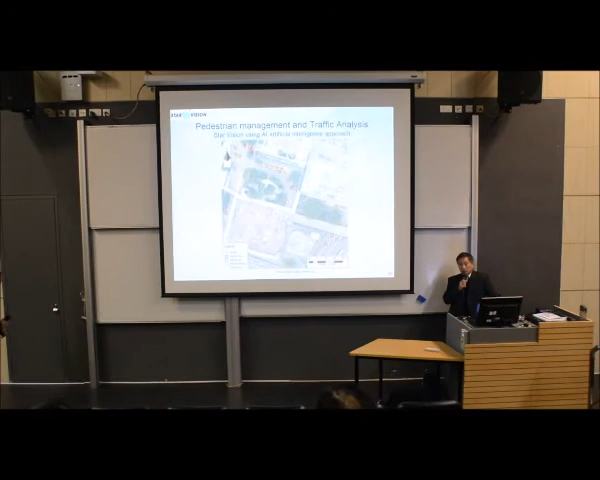 STAR VISION
Pedestrian management and Traffic Analysis
Star Vision using AI artificial intelligence approach